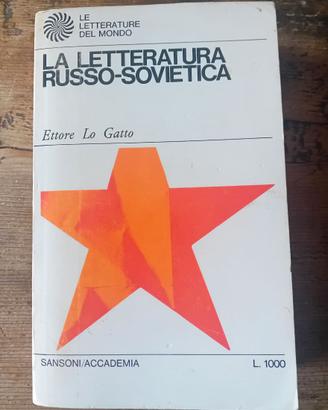 LE
LETTERATURE
DEL MONDO
LA LETTERATURA
RUSSO-SOVIETICA
Ettore Lo Gatto
SANSONI/ACCADEMIA L. 1000